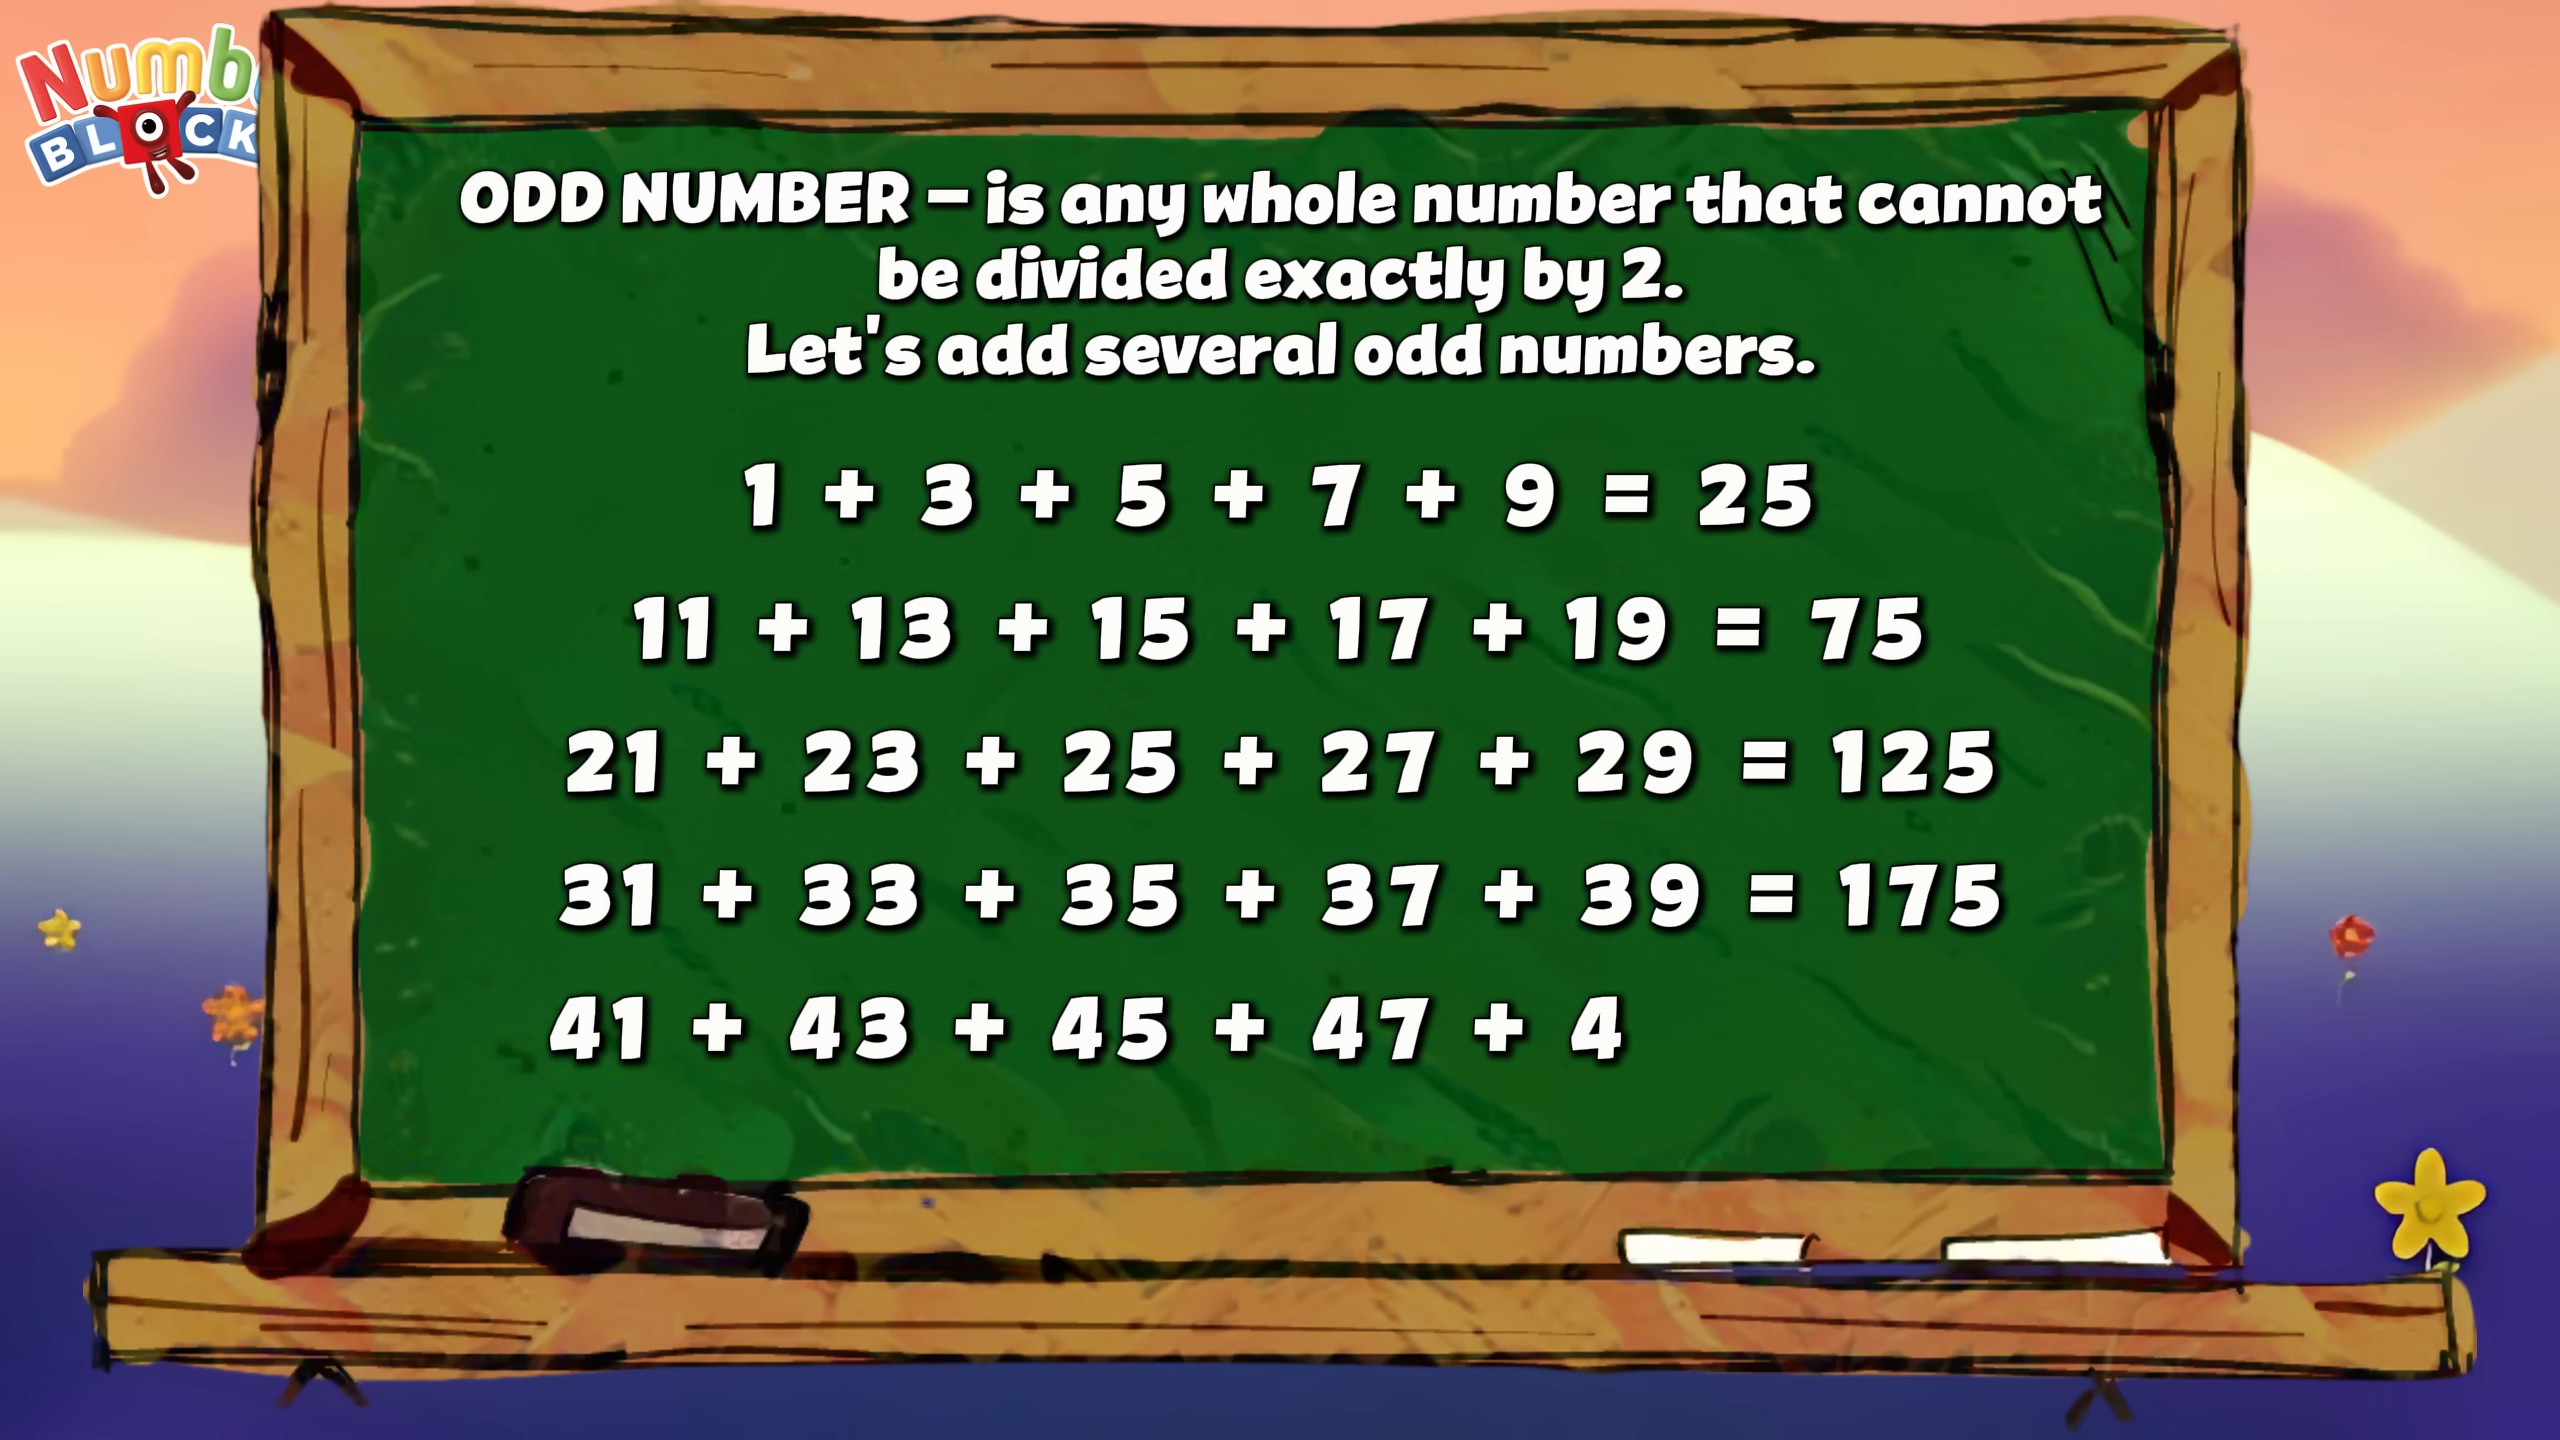 Numb
BLOCK
ODD NUMBER – is any whole number that cannot
be divided exactly by 2.
Let's add several odd numbers.
1 + 3 + 5 + 7 + 9 = 25
11 + 13 + 15 + 17 + 19 = 75
21 + 23 + 25 + 27 + 29 = 125
31 + 33 + 35 + 37 + 39 = 175
41 + 43 + 45 + 47 + 4